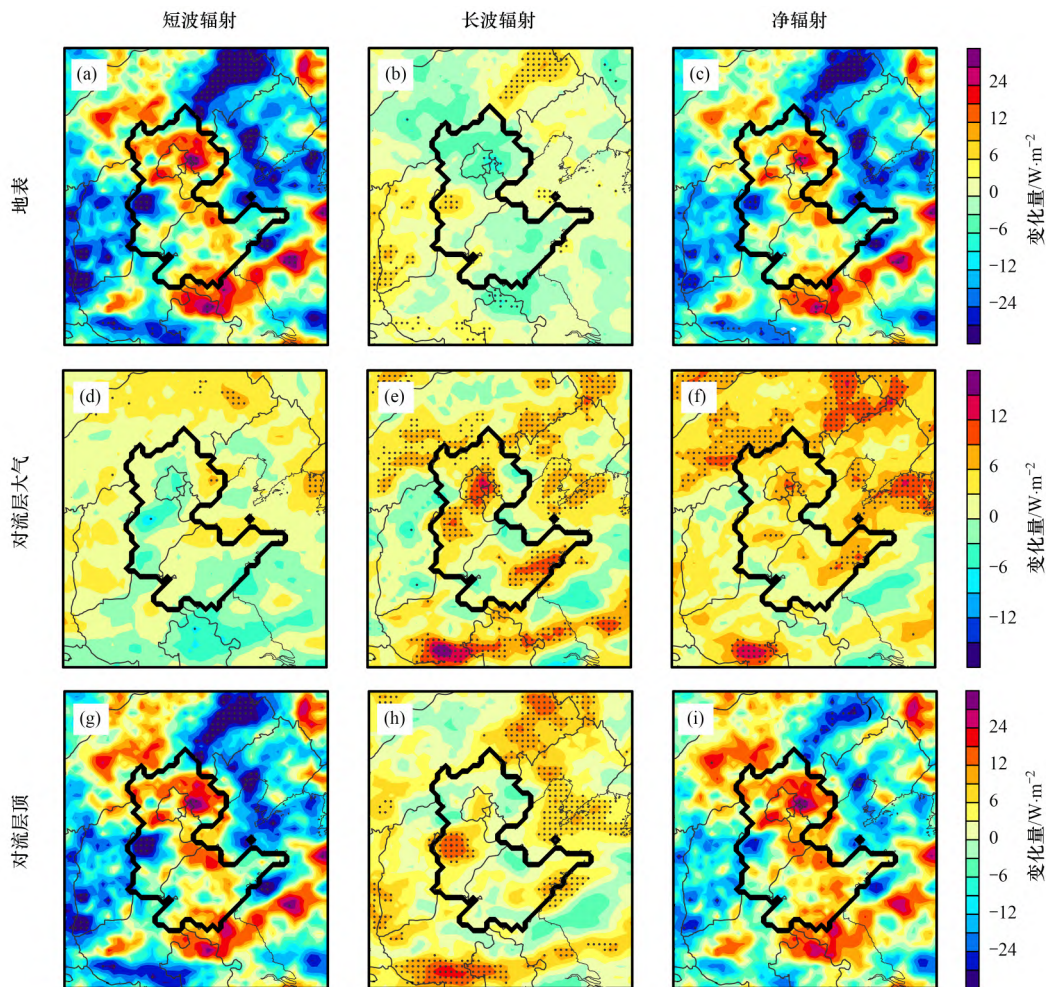 短波辐射 长波辐射 净辐射
地表
(a) (b) (c)
24
12
6
0
−6
−12
−24
变化量/W·m⁻²
对流层大气
(d) (e) (f)
12
6
0
−6
−12
变化量/W·m⁻²
对流层顶
(g) (h) (i)
24
12
6
0
−6
−12
−24
变化量/W·m⁻²